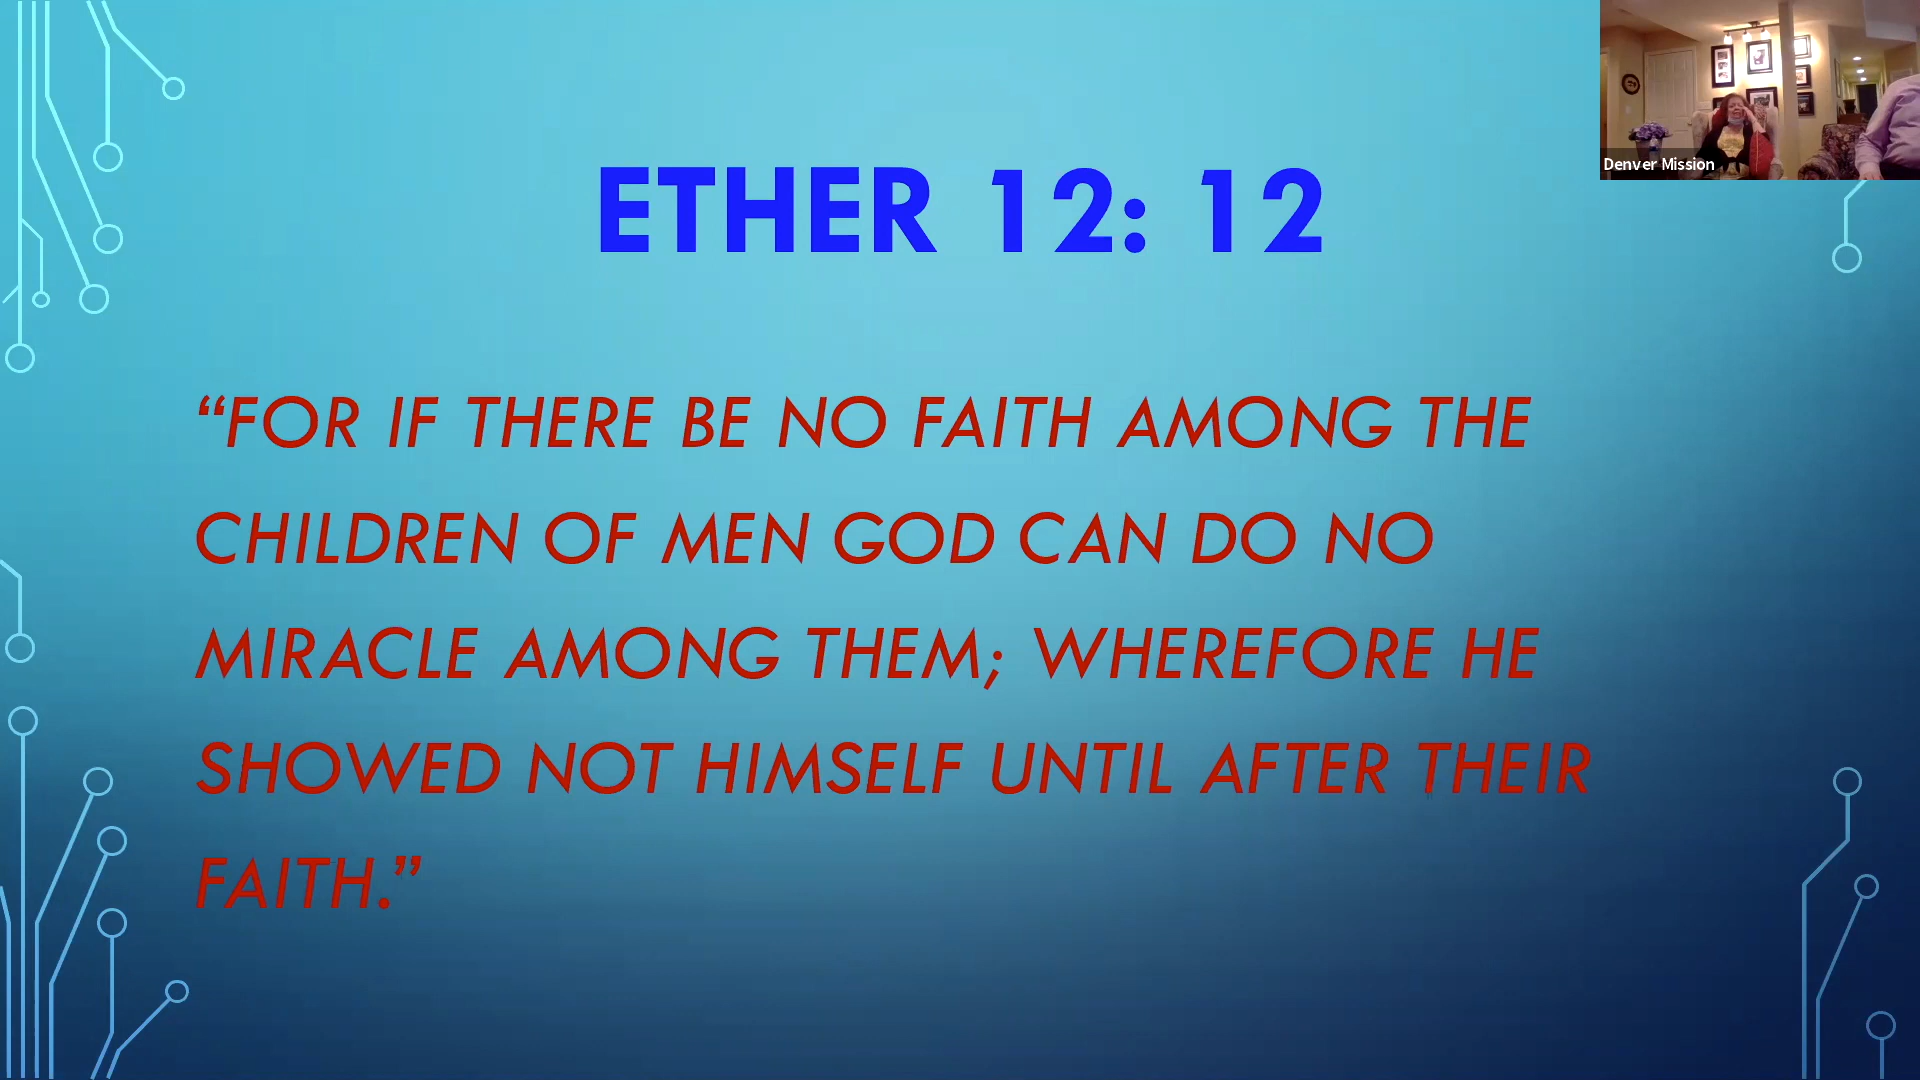 Denver Mission
ETHER 12: 12
“FOR IF THERE BE NO FAITH AMONG THE
CHILDREN OF MEN GOD CAN DO NO
MIRACLE AMONG THEM; WHEREFORE HE
SHOWED NOT HIMSELF UNTIL AFTER THEIR
FAITH.”